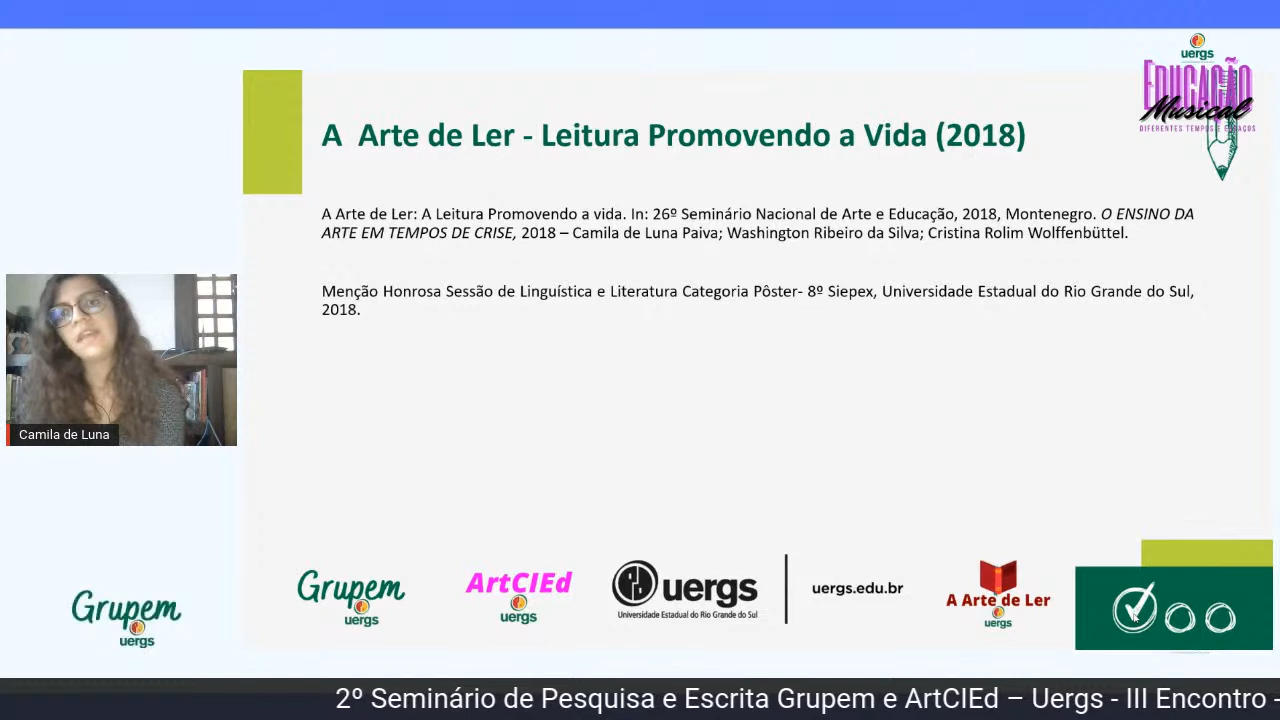 uergs
EDUCAÇÃO
Musical
DIFERENTES TEMPOS E ESPAÇOS
A Arte de Ler - Leitura Promovendo a Vida (2018)
A Arte de Ler: A Leitura Promovendo a vida. In: 26º Seminário Nacional de Arte e Educação, 2018, Montenegro. O ENSINO DA
ARTE EM TEMPOS DE CRISE, 2018 – Camila de Luna Paiva; Washington Ribeiro da Silva; Cristina Rolim Wolffenbüttel.
Menção Honrosa Sessão de Linguística e Literatura Categoria Pôster- 8º Siepex, Universidade Estadual do Rio Grande do Sul,
2018.
Camila de Luna
Grupem
uergs
Grupem
uergs
ArtCIEd
uergs
uergs
Universidade Estadual do Rio Grande do Sul
uergs.edu.br
A Arte de Ler
uergs
2º Seminário de Pesquisa e Escrita Grupem e ArtCIEd – Uergs - III Encontro -